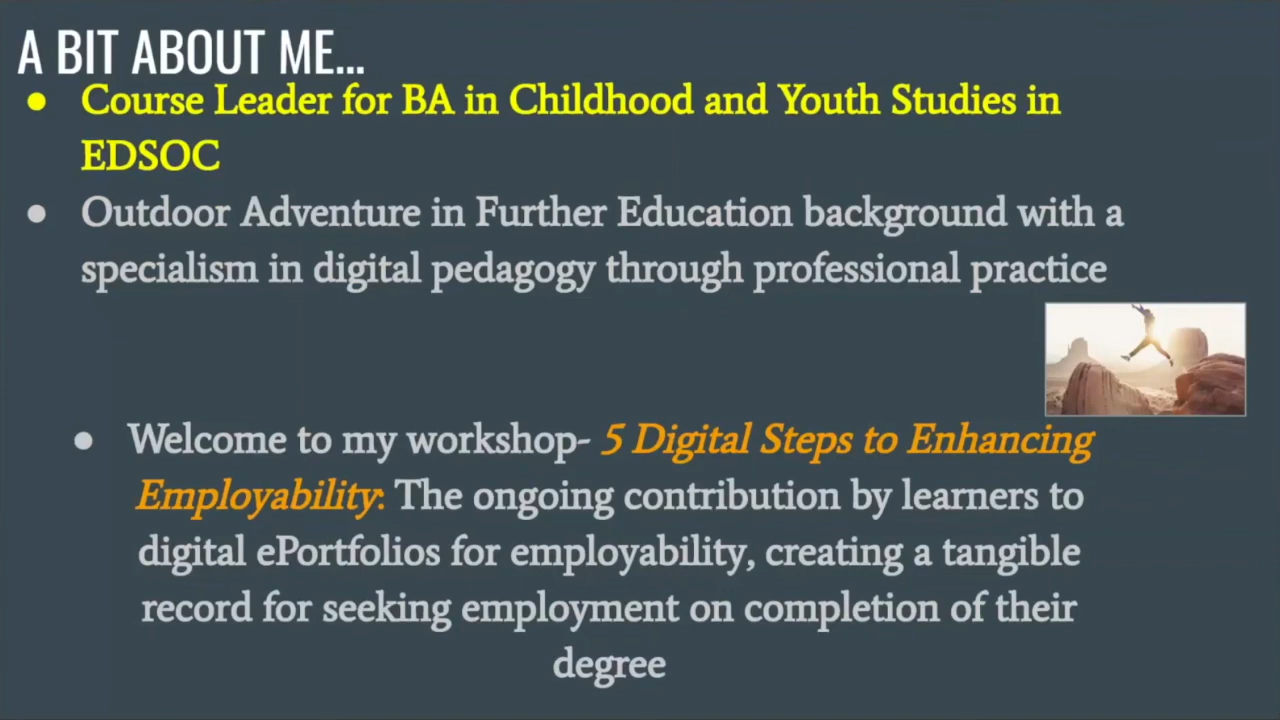 A BIT ABOUT ME...
● Course Leader for BA in Childhood and Youth Studies in
EDSOC
● Outdoor Adventure in Further Education background with a
specialism in digital pedagogy through professional practice
● Welcome to my workshop- 5 Digital Steps to Enhancing
Employability: The ongoing contribution by learners to
digital ePortfolios for employability, creating a tangible
record for seeking employment on completion of their
degree